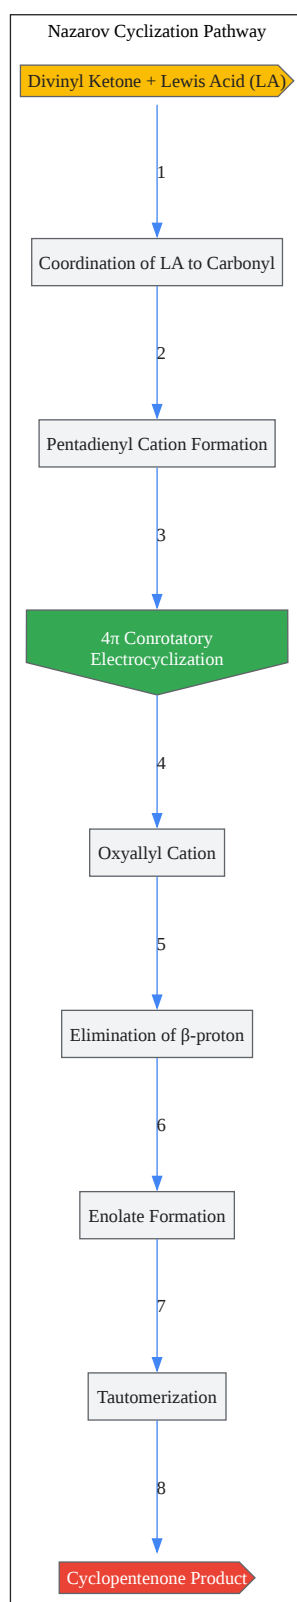 Nazarov Cyclization Pathway
Divinyl Ketone + Lewis Acid (LA)
1
Coordination of LA to Carbonyl
2
Pentadienyl Cation Formation
3
4π Conrotatory
Electrocyclization
4
Oxyallyl Cation
5
Elimination of β-proton
6
Enolate Formation
7
Tautomerization
8
Cyclopentenone Product